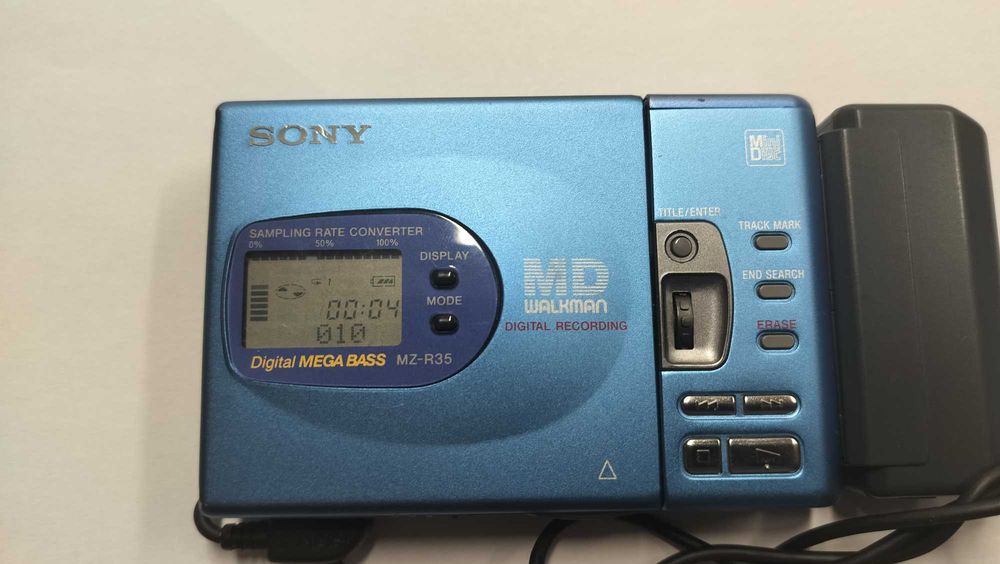 SONY
Mini
Disc
TITLE/ENTER
TRACK MARK
SAMPLING RATE CONVERTER
0% 50% 100%
DISPLAY
END SEARCH
1
MD
MODE
00:04
WALKMAN
010
DIGITAL RECORDING
ERASE
Digital MEGA BASS MZ-R35